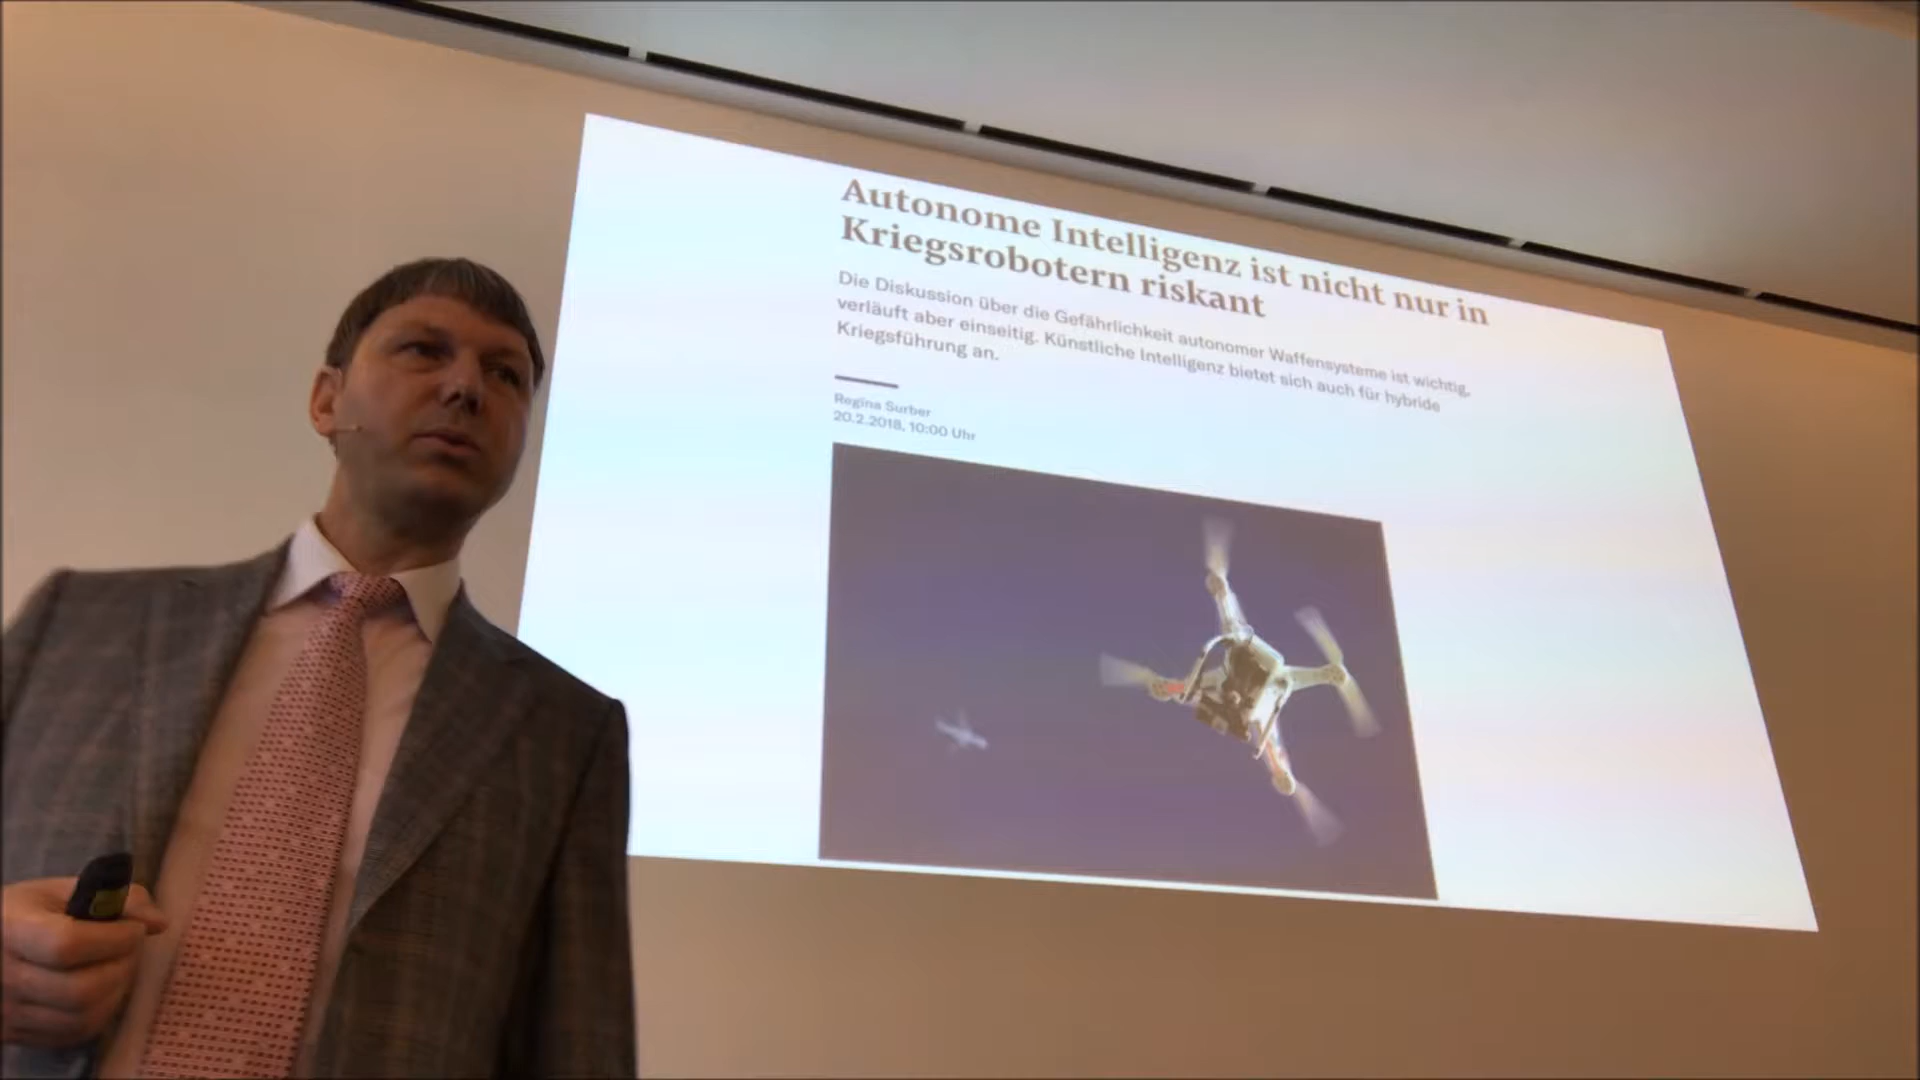 Autonome Intelligenz ist nicht nur in
Kriegsrobotern riskant
Die Diskussion über die Gefährlichkeit autonomer Waffensysteme ist wichtig,
verläuft aber einseitig. Künstliche Intelligenz bietet sich auch für hybride
Kriegsführung an.
Regina Surber
20.2.2018, 10:00 Uhr